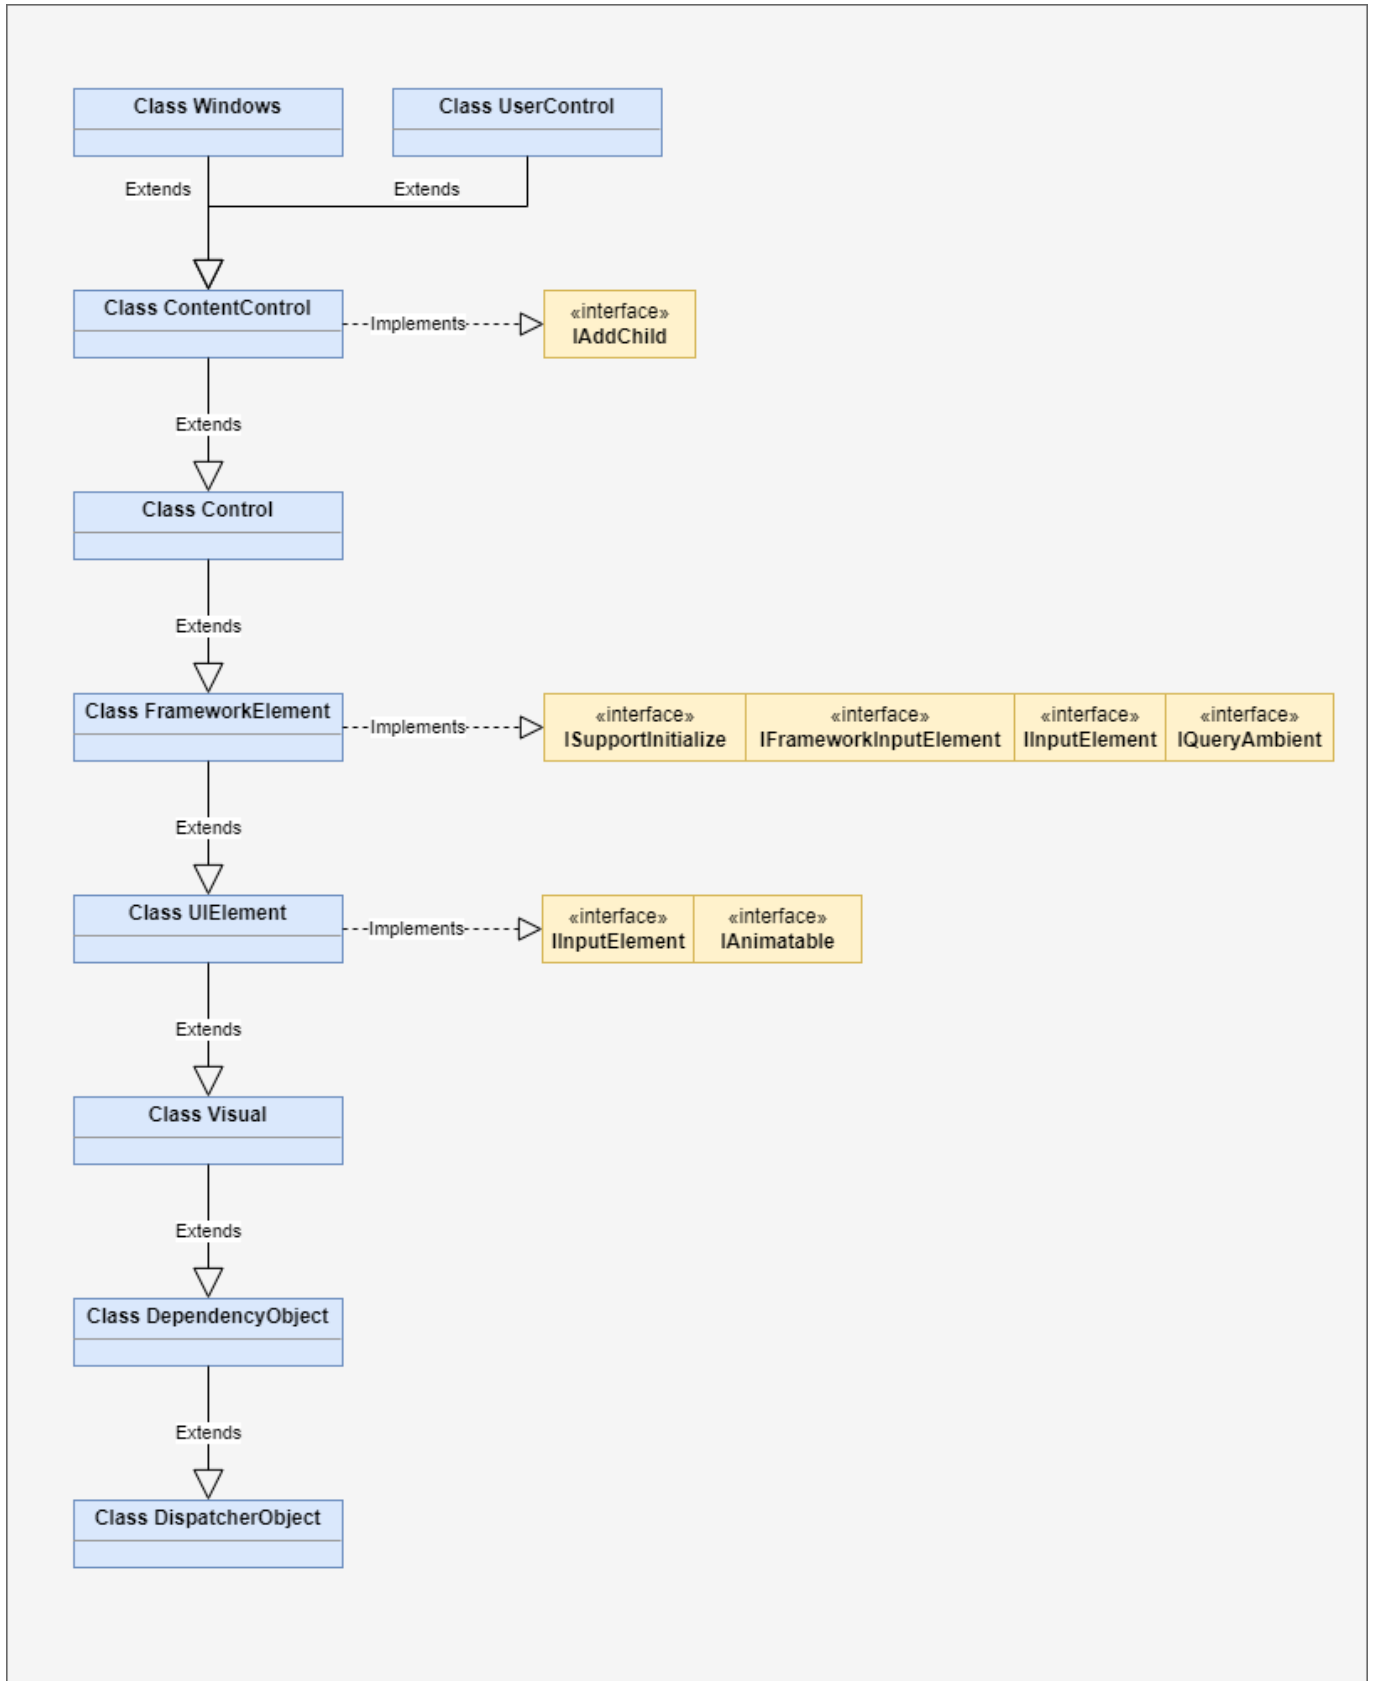 Class Windows
Class UserControl
Extends
Extends
Class ContentControl
Implements
«interface»
IAddChild
Extends
Class Control
Extends
Class FrameworkElement
Implements
«interface»
ISupportInitialize
«interface»
IFrameworkInputElement
«interface»
IInputElement
«interface»
IQueryAmbient
Extends
Class UIElement
Implements
«interface»
IInputElement
«interface»
IAnimatable
Extends
Class Visual
Extends
Class DependencyObject
Extends
Class DispatcherObject